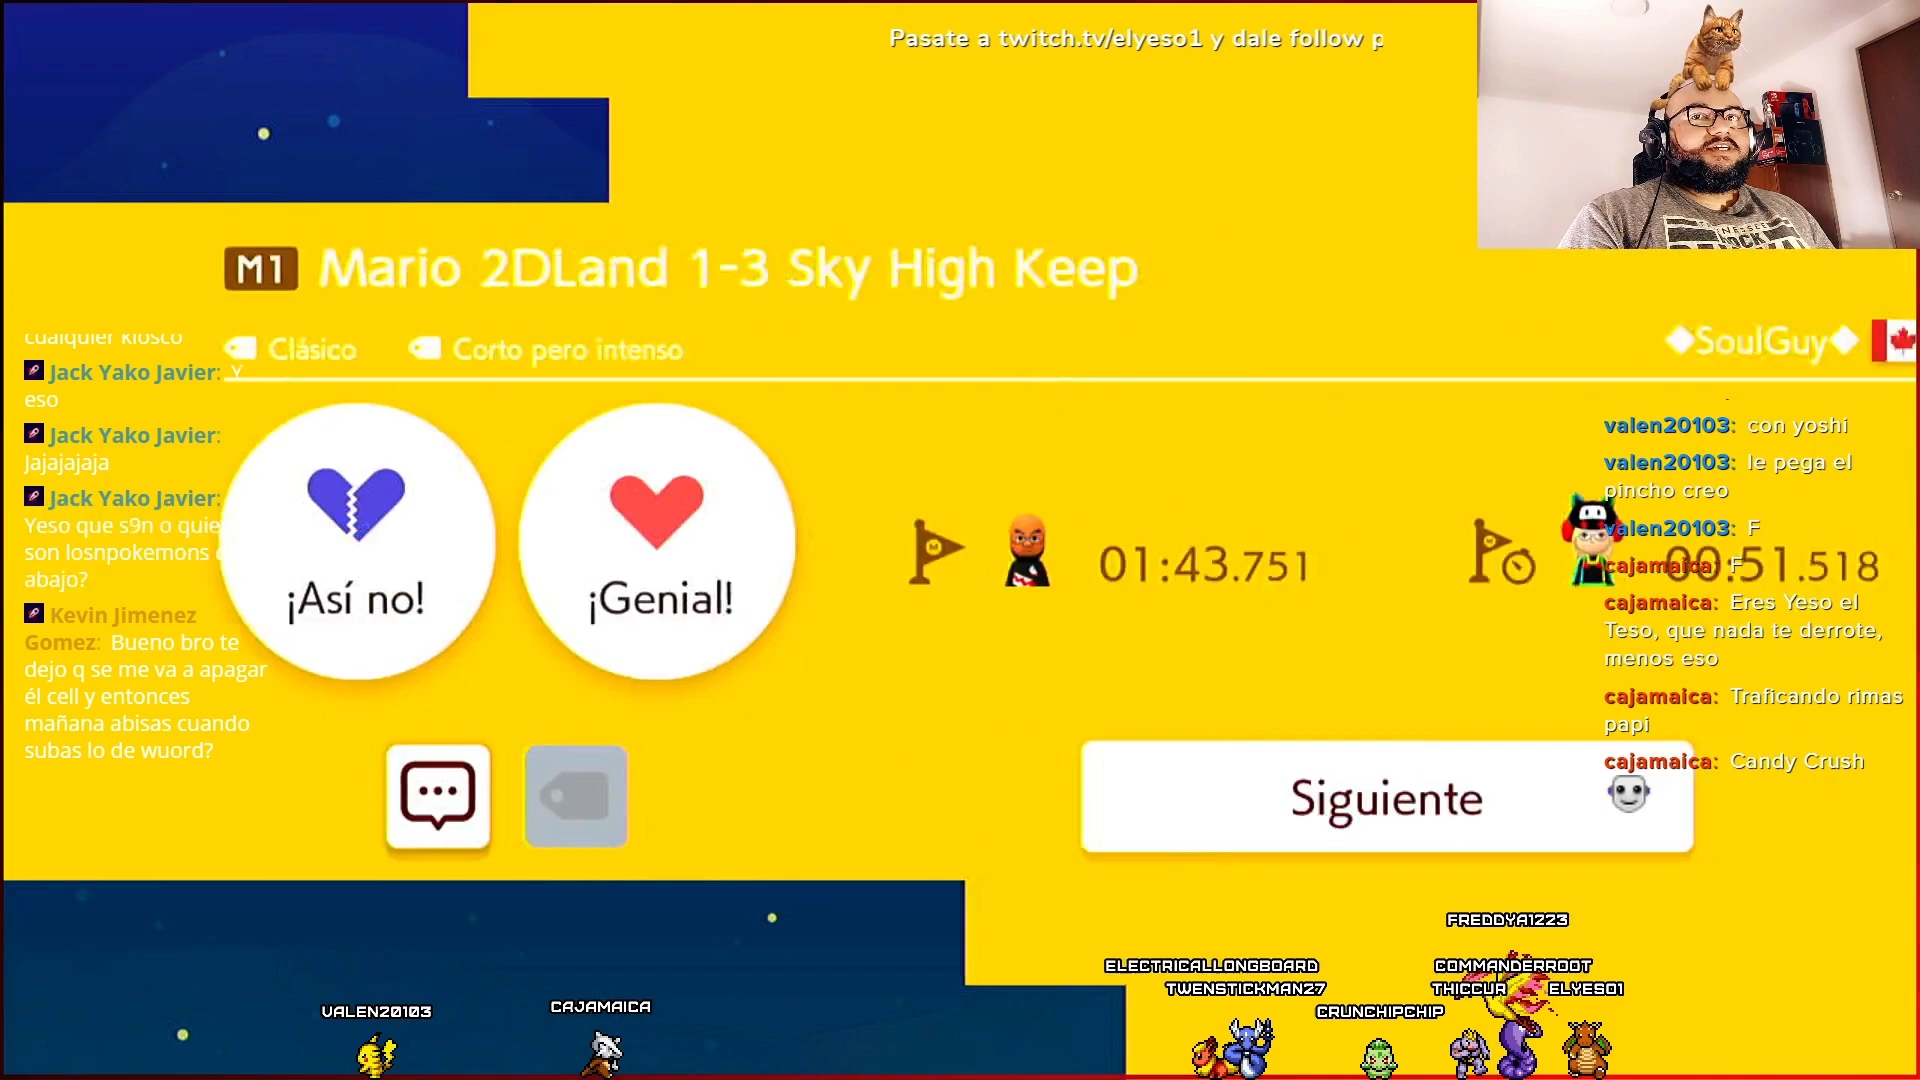 Pasate a twitch.tv/elyeso1 y dale follow p
M1 Mario 2DLand 1-3 Sky High Keep
Clásico Corto pero intenso
◆SoulGuy◆
cualquier kiosco
Jack Yako Javier: Y
eso
Jack Yako Javier:
Jajajajaja
Jack Yako Javier:
Yeso que s9n o quie
son losnpokemons
abajo?
Kevin Jimenez
Gomez: Bueno bro te
dejo q se me va a apagar
él cell y entonces
mañana abisas cuando
subas lo de wuord?
¡Así no!
¡Genial!
01:43.751
00:51.518
valen20103: con yoshi
valen20103: le pega el
pincho creo
valen20103: F
cajamaica: F
cajamaica: Eres Yeso el
Teso, que nada te derrote,
menos eso
cajamaica: Traficando rimas
papi
cajamaica: Candy Crush
Siguiente
FREDDYA1223
ELECTRICALLONGBOARD
COMMANDERROOT
TWENSTICKMAN27
THICCUR
ELYESO1
CRUNCHIPCHIP
VALEN20103
CAJAMAICA